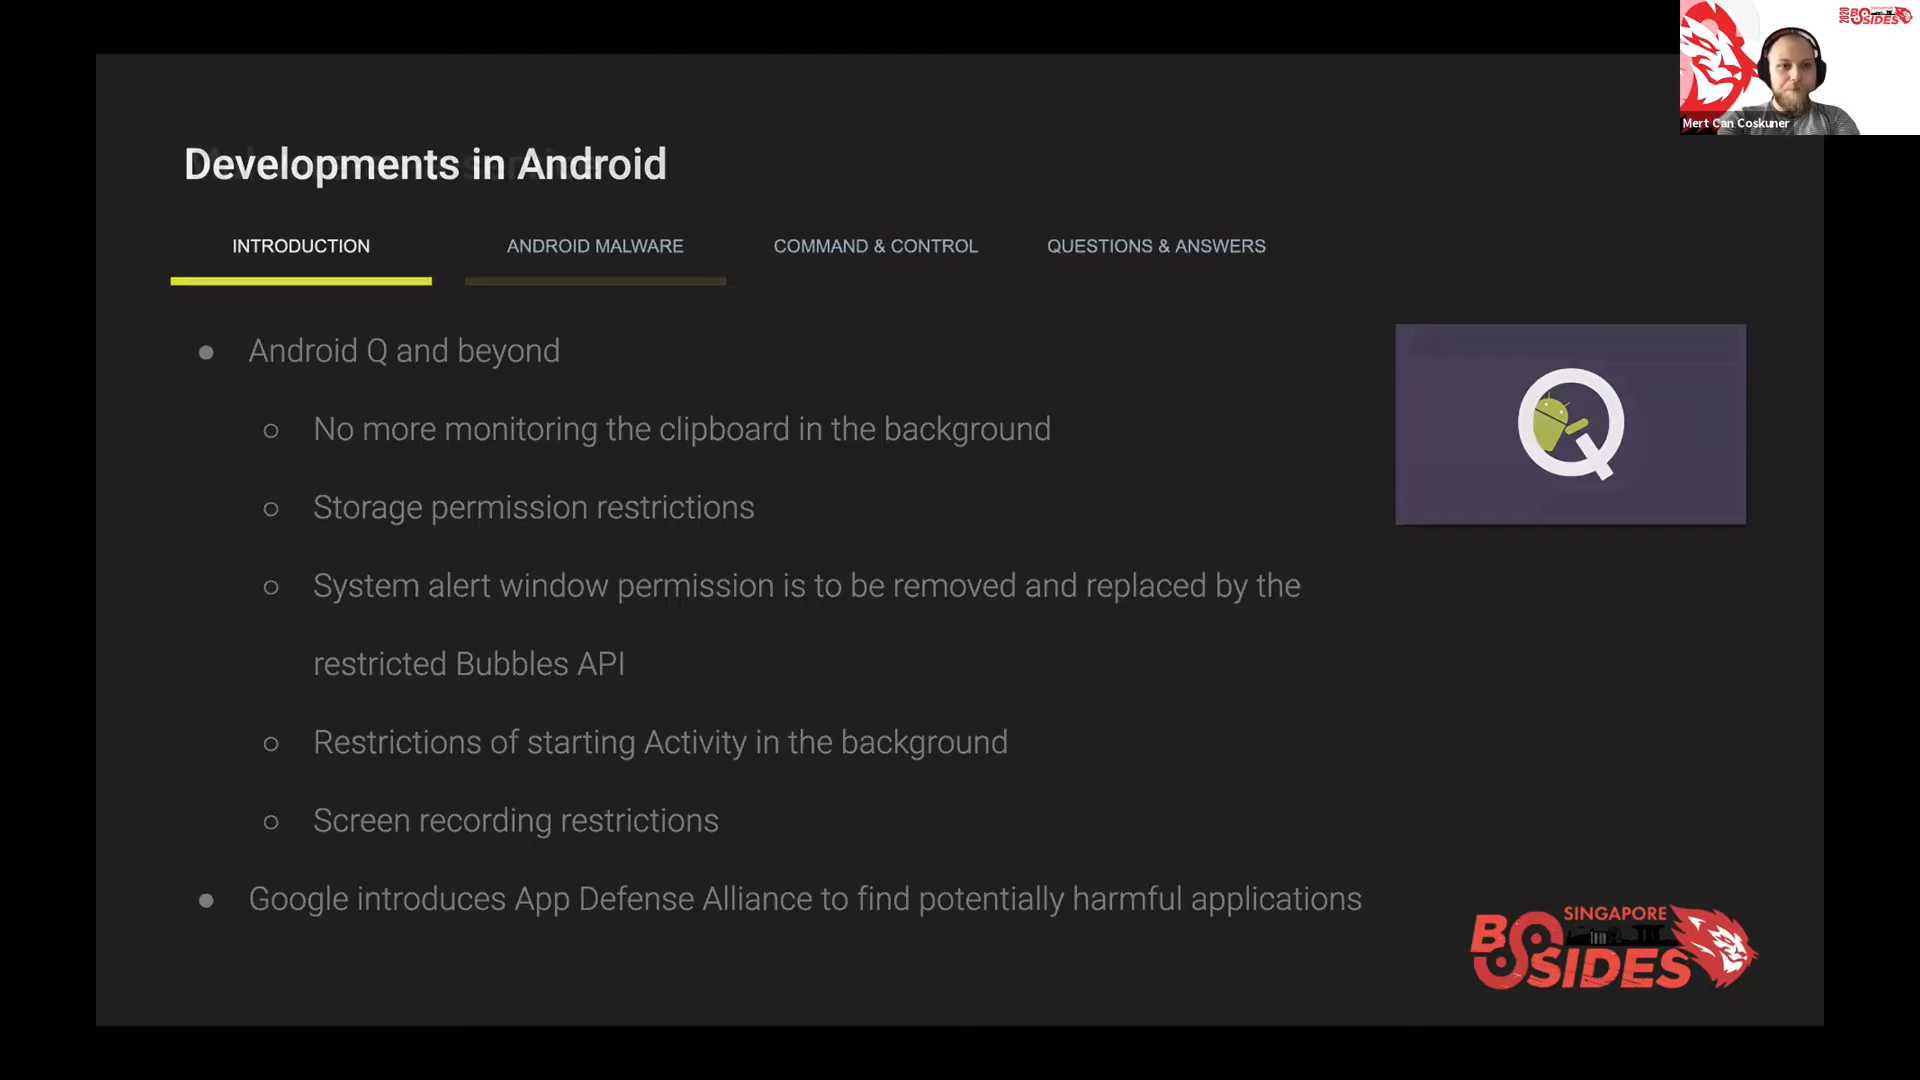 2020 SINGAPORE BSIDES
Mert Can Coskuner
Developments in Android
INTRODUCTION
ANDROID MALWARE
COMMAND & CONTROL
QUESTIONS & ANSWERS
● Android Q and beyond
○ No more monitoring the clipboard in the background
○ Storage permission restrictions
○ System alert window permission is to be removed and replaced by the
restricted Bubbles API
○ Restrictions of starting Activity in the background
○ Screen recording restrictions
● Google introduces App Defense Alliance to find potentially harmful applications
Q
SINGAPORE
BSIDES